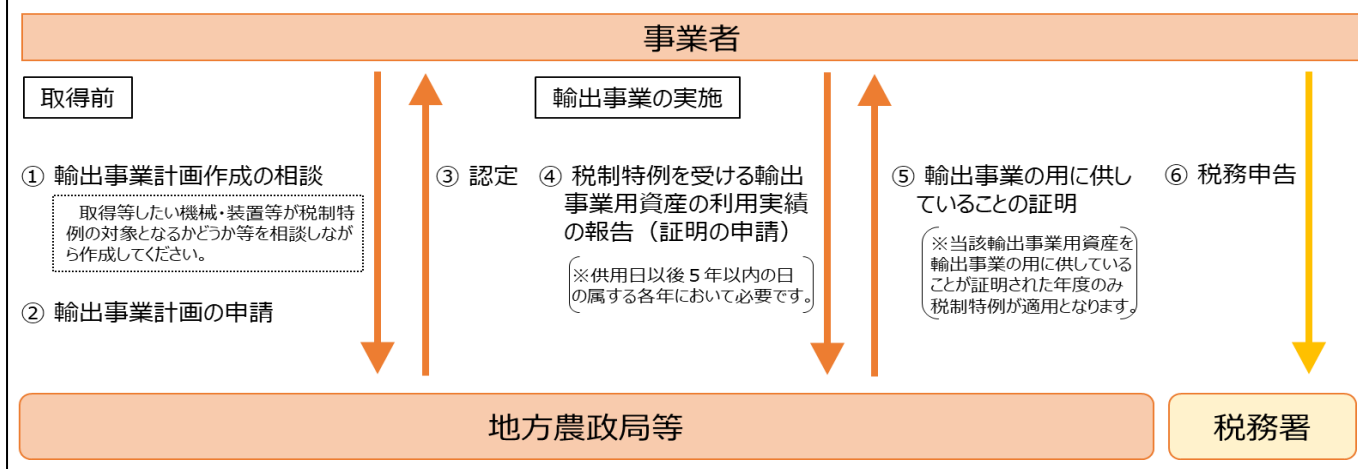 事業者
取得前
① 輸出事業計画作成の相談
取得等したい機械・装置等が税制特
例の対象となるかどうか等を相談しなが
ら作成してください。
② 輸出事業計画の申請
③ 認定
輸出事業の実施
④ 税制特例を受ける輸出
事業用資産の利用実績
の報告（証明の申請）
※供用日以後５年以内の日
の属する各年において必要です。
⑤ 輸出事業の用に供し
ていることの証明
※当該輸出事業用資産を
輸出事業の用に供している
ことが証明された年度のみ
税制特例が適用となります。
⑥ 税務申告
地方農政局等
税務署